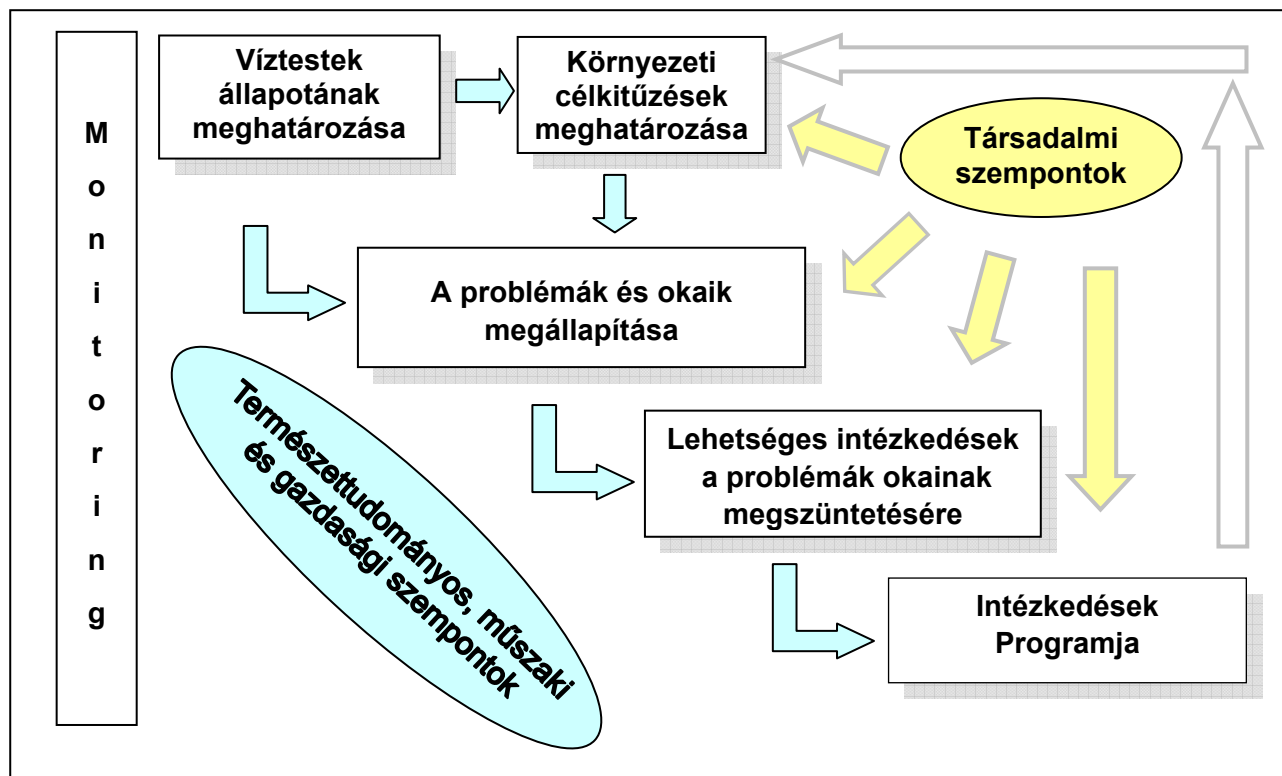 Monitoring
Víztestek
állapotának
meghatározása
Környezeti
célkitűzések
meghatározása
Társadalmi
szempontok
A problémák és okaik
megállapítása
Természettudományos, műszaki
és gazdasági szempontok
Lehetséges intézkedések
a problémák okainak
megszüntetésére
Intézkedések
Programja